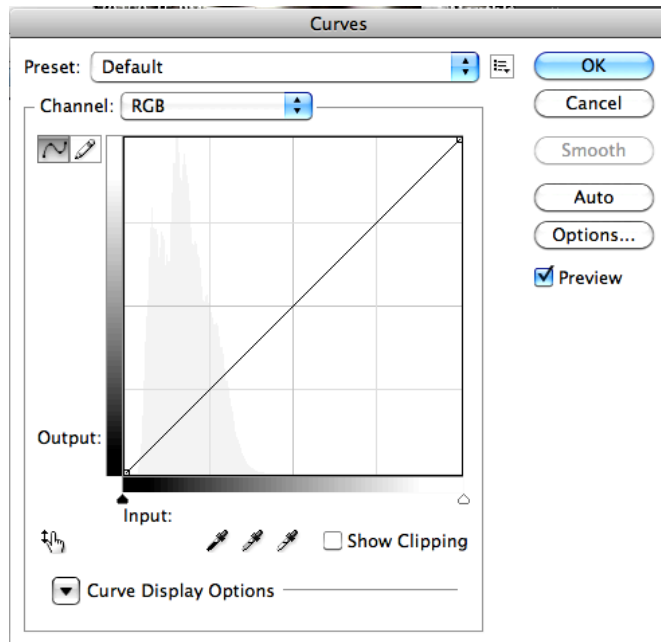 Curves
Preset: Default
OK
Channel: RGB
Cancel
Smooth
Auto
Options...
Preview
Output:
Input:
Show Clipping
Curve Display Options